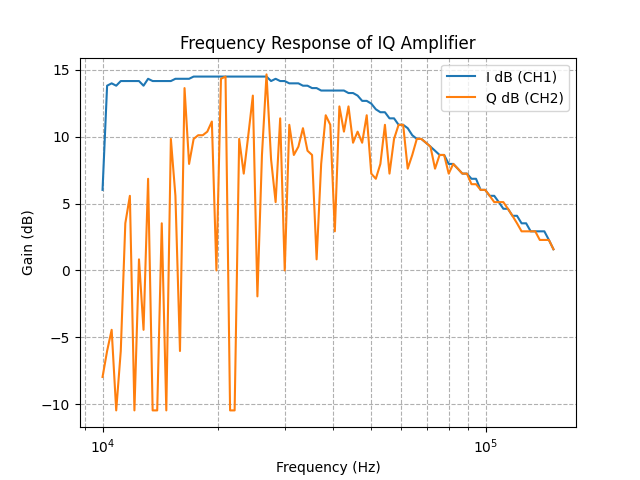 Frequency Response of IQ Amplifier
I dB (CH1)
Q dB (CH2)
15
10
5
0
−5
−10
Gain (dB)
10⁴
10⁵
Frequency (Hz)